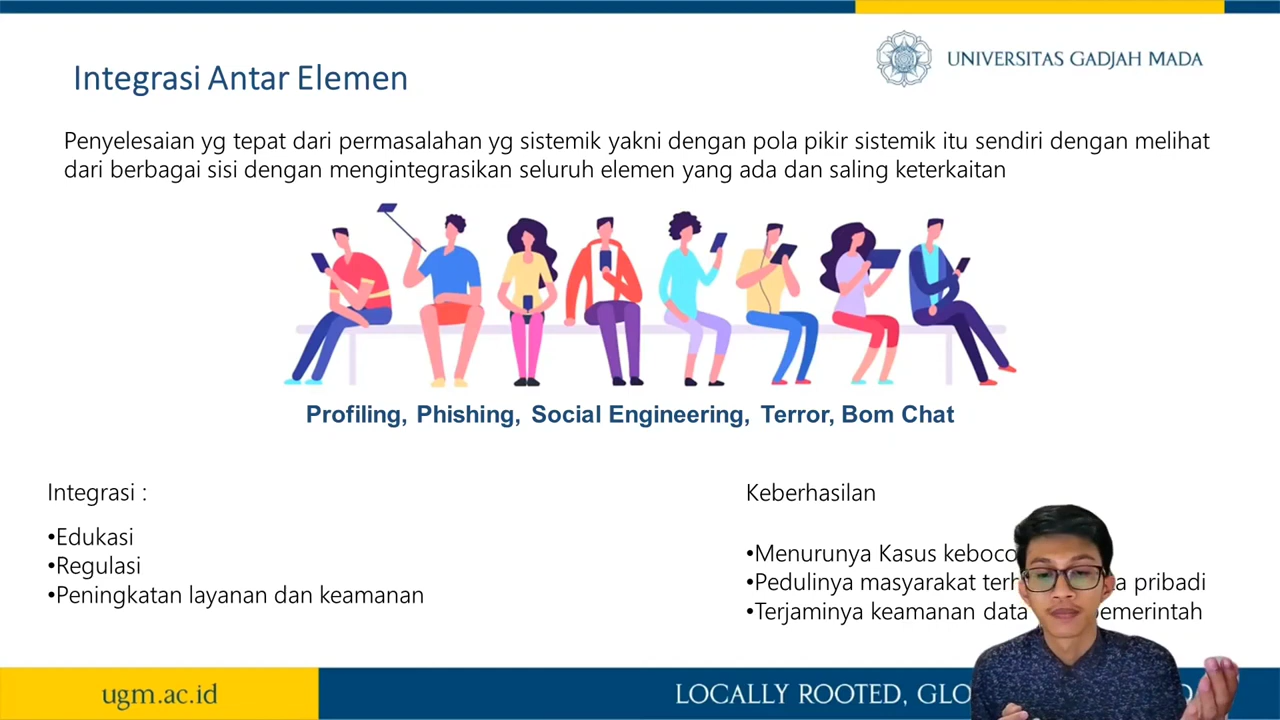 UNIVERSITAS GADJAH MADA
Integrasi Antar Elemen
Penyelesaian yg tepat dari permasalahan yg sistemik yakni dengan pola pikir sistemik itu sendiri dengan melihat
dari berbagai sisi dengan mengintegrasikan seluruh elemen yang ada dan saling keterkaitan
Profiling, Phishing, Social Engineering, Terror, Bom Chat
Integrasi :
•Edukasi
•Regulasi
•Peningkatan layanan dan keamanan
Keberhasilan
•Menurunya Kasus
•Pedulinya masyarakat pribadi
•Terjaminya keamanan data
ugm.ac.id
LOCALLY ROOTED,